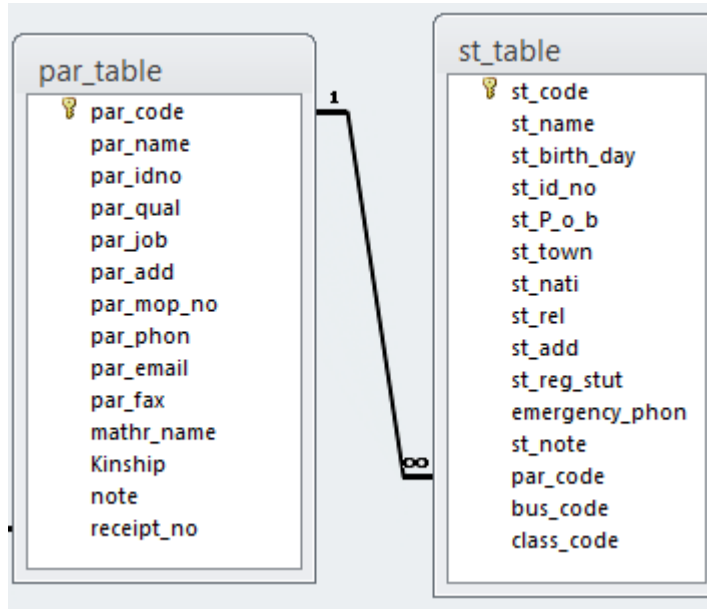 par_table
par_code
par_name
par_idno
par_qual
par_job
par_add
par_mop_no
par_phon
par_email
par_fax
mathr_name
Kinship
note
receipt_no
1
∞
st_table
st_code
st_name
st_birth_day
st_id_no
st_P_o_b
st_town
st_nati
st_rel
st_add
st_reg_stut
emergency_phon
st_note
par_code
bus_code
class_code